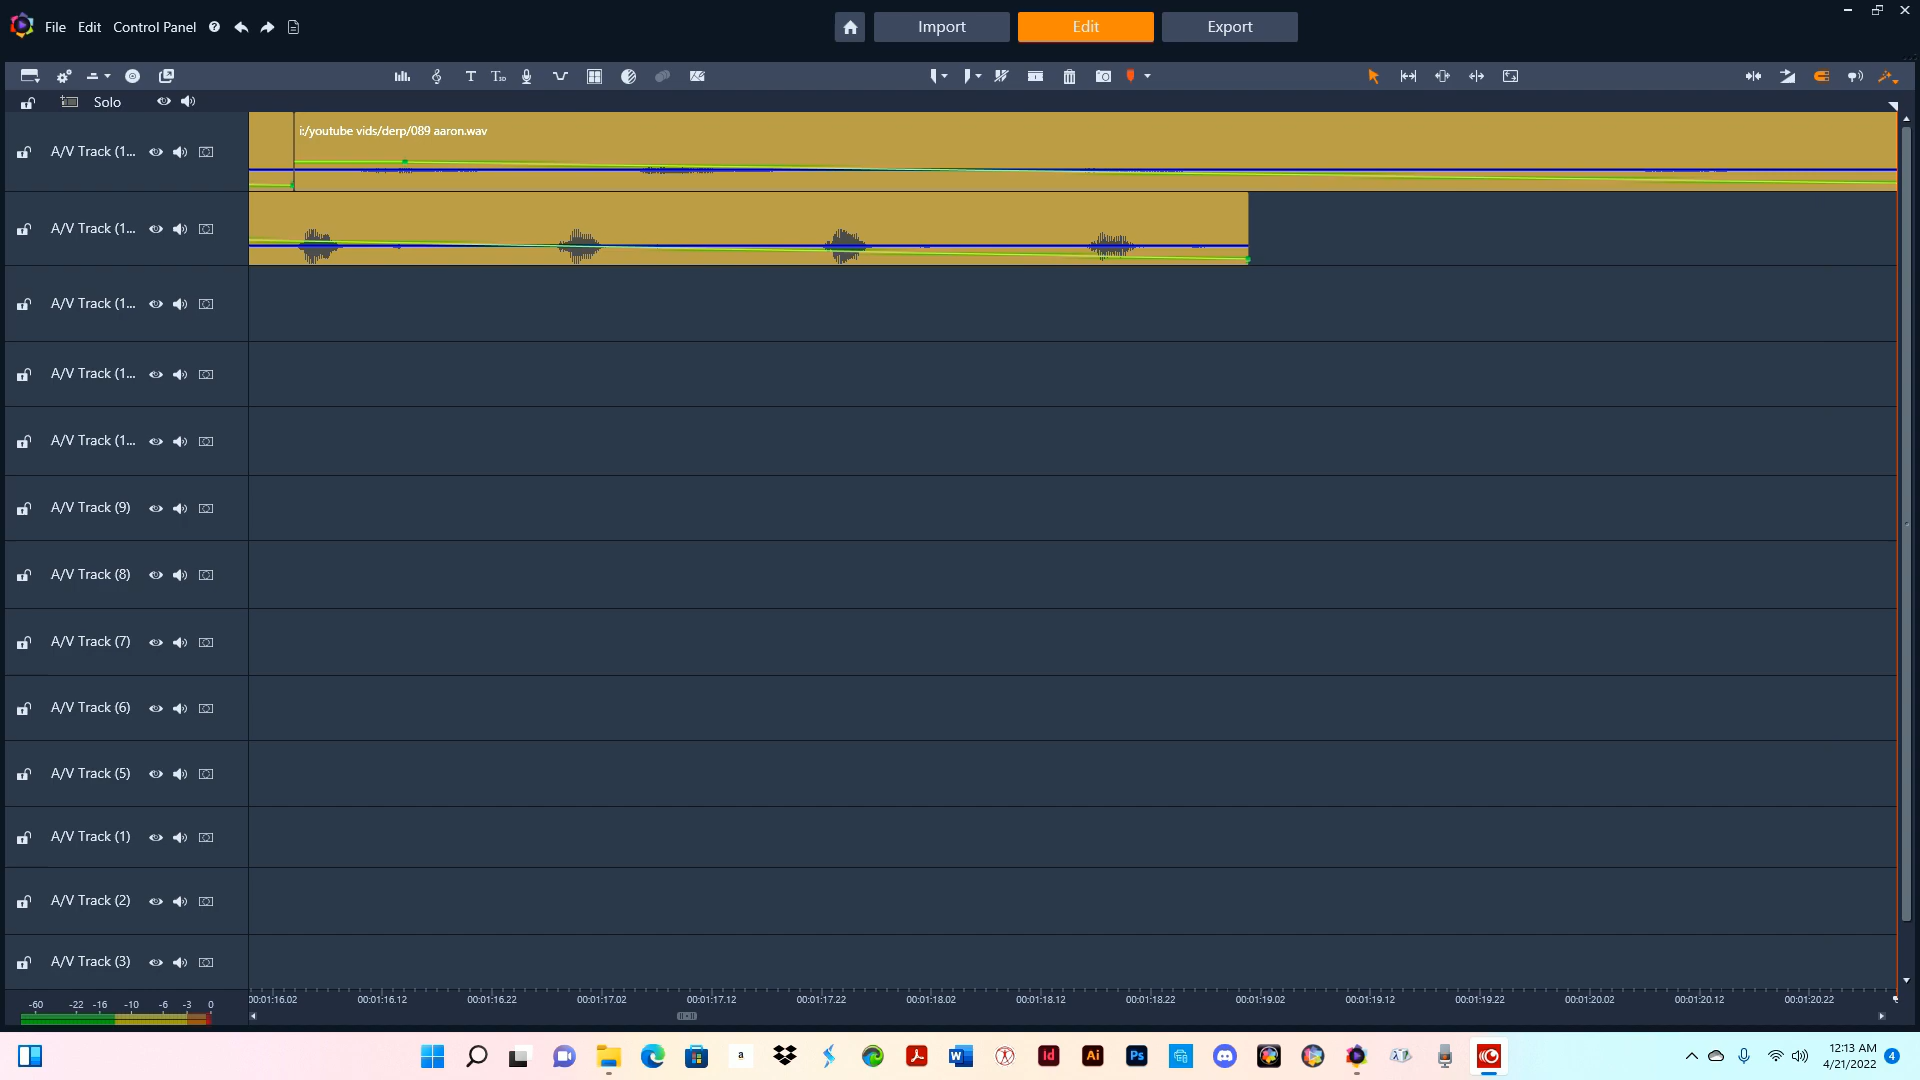 File Edit Control Panel
Import Edit Export
T T3D
Solo
A/V Track (1...
i:/youtube vids/derp/089 aaron.wav
A/V Track (1...
A/V Track (1...
A/V Track (1...
A/V Track (1...
A/V Track (9)
A/V Track (8)
A/V Track (7)
A/V Track (6)
A/V Track (5)
A/V Track (1)
A/V Track (2)
A/V Track (3)
-60 -22 -16 -10 -6 -3 0
00:01:16.02 00:01:16.12 00:01:16.22 00:01:17.02 00:01:17.12 00:01:17.22 00:01:18.02 00:01:18.12 00:01:18.22 00:01:19.02 00:01:19.12 00:01:19.22 00:01:20.02 00:01:20.12 00:01:20.22
a W Id Ai Ps
12:13 AM
4/21/2022
4